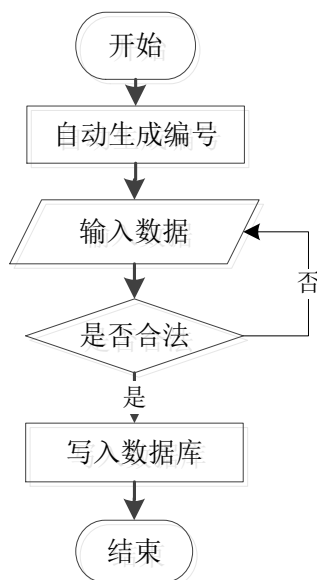 开始
自动生成编号
输入数据
否
是否合法
是
写入数据库
结束